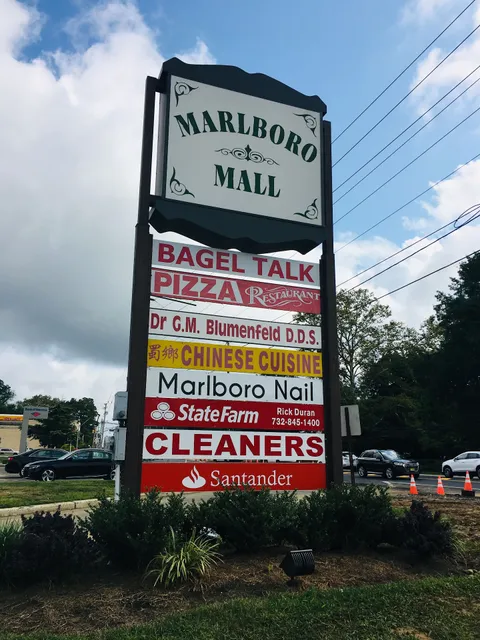 MARLBORO
MALL
BAGEL TALK
PIZZA RESTAURANT
Dr G.M. Blumenfeld D.D.S.
蜀鄉 CHINESE CUISINE
Marlboro Nail
StateFarm Rick Duran
732-845-1400
CLEANERS
Santander